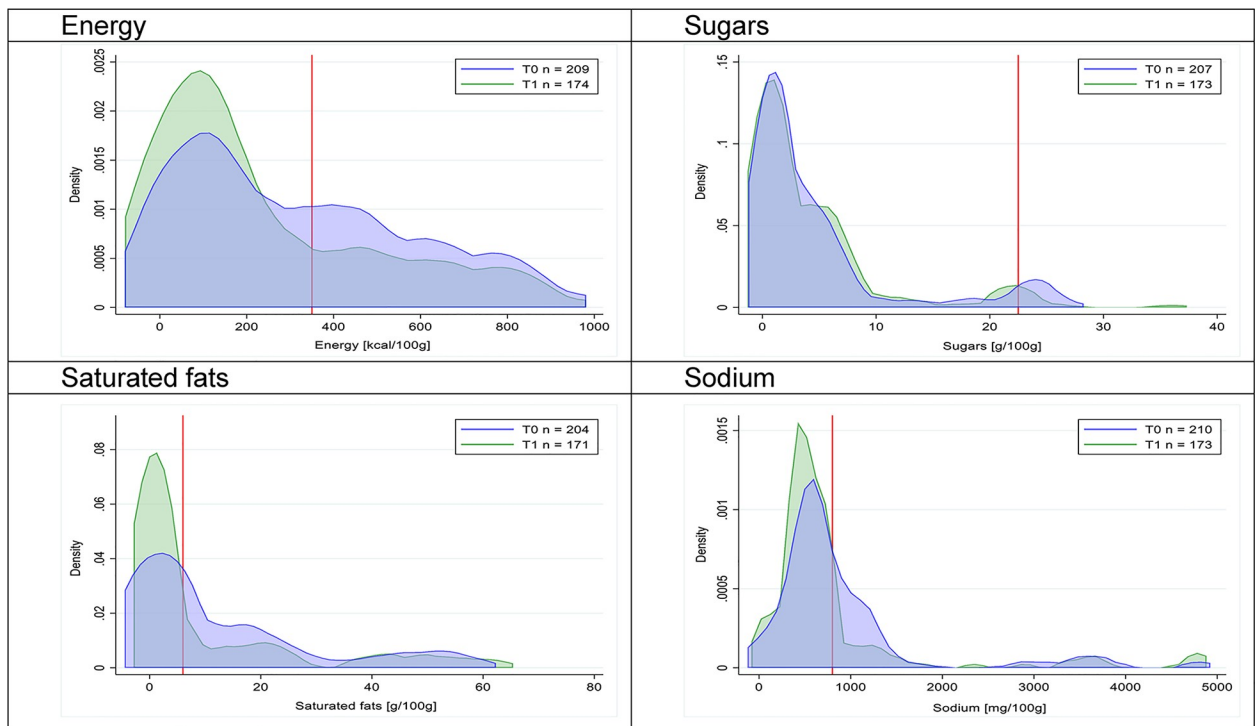 Energy
Sugars
.0025
.002
.0015
.001
.0005
0
Density
T0 n = 209
T1 n = 174
0 200 400 600 800 1000
Energy [kcal/100g]
.15
.1
.05
0
Density
T0 n = 207
T1 n = 173
0 10 20 30 40
Sugars [g/100g]
Saturated fats
Sodium
.08
.06
.04
.02
0
Density
T0 n = 204
T1 n = 171
0 20 40 60 80
Saturated fats [g/100g]
.0015
.001
.0005
0
Density
T0 n = 210
T1 n = 173
0 1000 2000 3000 4000 5000
Sodium [mg/100g]